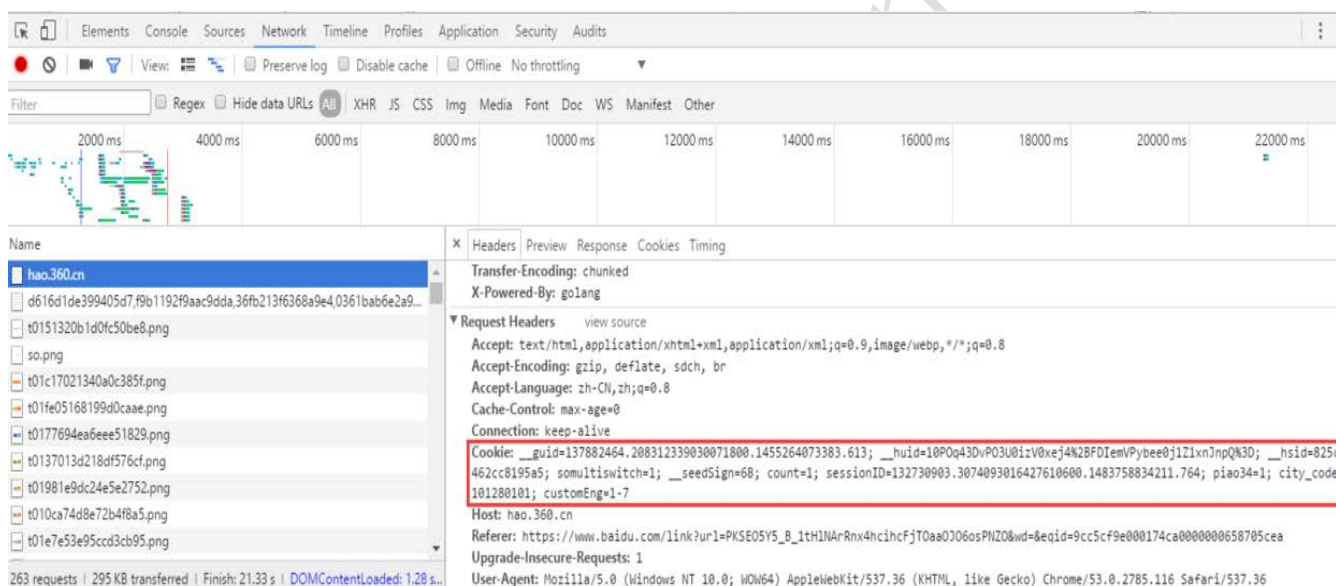 Elements Console Sources Network Timeline Profiles Application Security Audits
View: Preserve log Disable cache Offline No throttling
Filter Regex Hide data URLs All XHR JS CSS Img Media Font Doc WS Manifest Other
2000 ms 4000 ms 6000 ms 8000 ms 10000 ms 12000 ms 14000 ms 16000 ms 18000 ms 20000 ms 22000 ms
Name
hao.360.cn
d616d1de399405d7,f9b1192f9aac9dda,36fb213f6368a9e4,0361bab6e2a9...
t0151320b1d0fc50be8.png
so.png
t01c17021340a0c385f.png
t01fe05168199d0caae.png
t0177694ea6eee51829.png
t0137013d218df576cf.png
t01981e9dc24e5e2752.png
t010ca74d8e72b4f8a5.png
t01e7e53e95ccd3cb95.png
263 requests | 295 KB transferred | Finish: 21.33 s | DOMContentLoaded: 1.28 s...
× Headers Preview Response Cookies Timing
Transfer-Encoding: chunked
X-Powered-By: golang
Request Headers view source
Accept: text/html,application/xhtml+xml,application/xml;q=0.9,image/webp,*/*;q=0.8
Accept-Encoding: gzip, deflate, sdch, br
Accept-Language: zh-CN,zh;q=0.8
Cache-Control: max-age=0
Connection: keep-alive
Cookie: __guid=137882464.208312339030071800.1455264073383.613; __huid=10POq43DvPO3U0izV0xej4%2BFDIemVPybee0j1Z1xnJnpQ%3D; __hsid=825c
462cc8195a5; somultiswitch=1; __seedSign=68; count=1; sessionID=132730903.3074093016427610600.1483758834211.764; piao34=1; city_code
101280101; customEng=1-7
Host: hao.360.cn
Referer: https://www.baidu.com/link?url=PKSEO5Y5_B_1tHlNArRnx4hcihcFjTOaaOJO6osPNZO&wd=&eqid=9cc5cf9e000174ca0000000658705cea
Upgrade-Insecure-Requests: 1
User-Agent: Mozilla/5.0 (Windows NT 10.0; WOW64) AppleWebKit/537.36 (KHTML, like Gecko) Chrome/53.0.2785.116 Safari/537.36